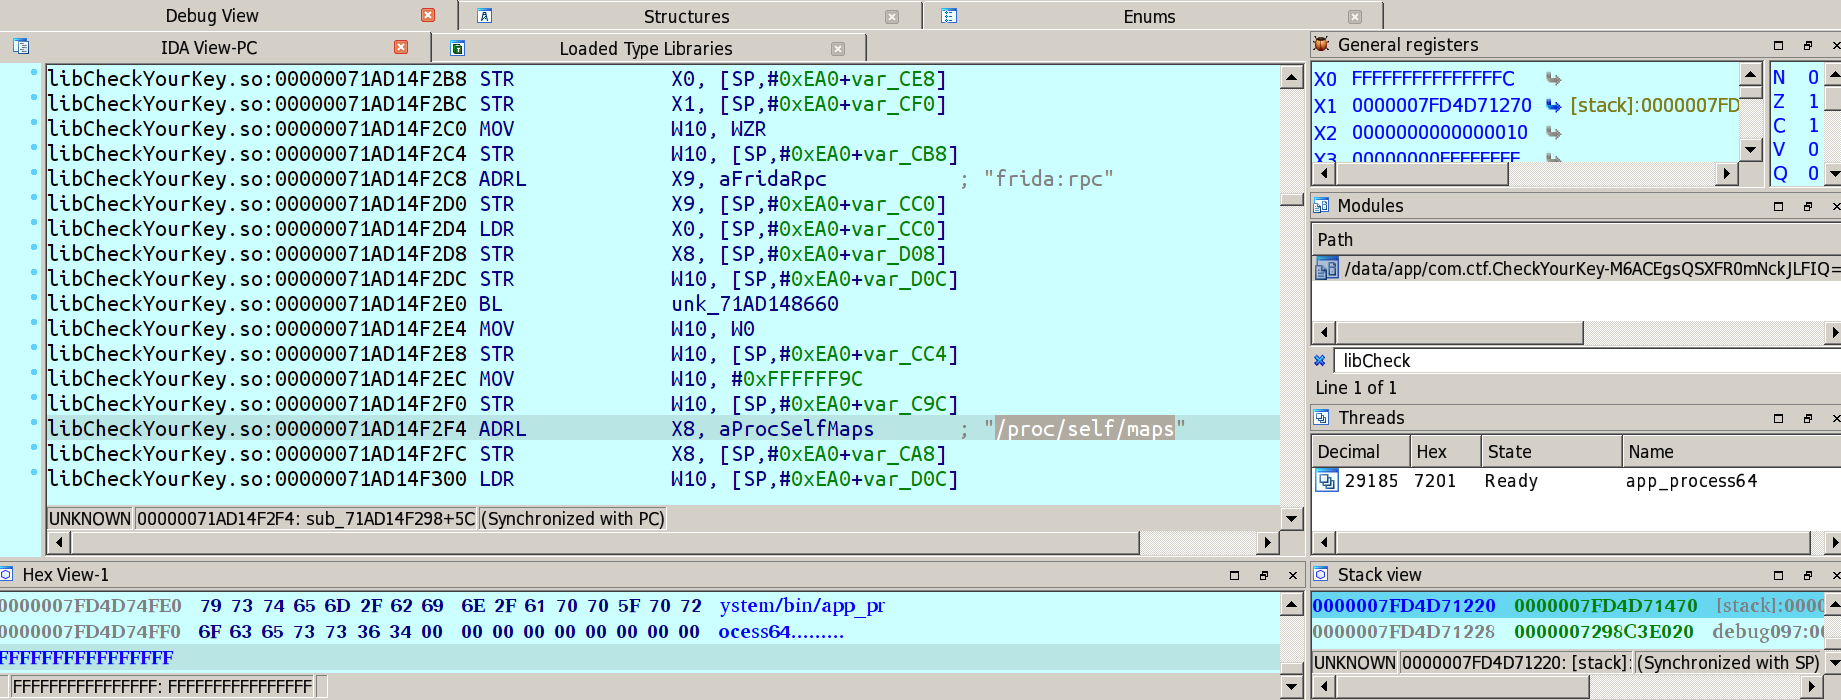 Debug View
Structures
Enums
IDA View-PC
Loaded Type Libraries
libCheckYourKey.so:00000071AD14F2B8 STR X0, [SP,#0xEA0+var_CE8]
libCheckYourKey.so:00000071AD14F2BC STR X1, [SP,#0xEA0+var_CF0]
libCheckYourKey.so:00000071AD14F2C0 MOV W10, WZR
libCheckYourKey.so:00000071AD14F2C4 STR W10, [SP,#0xEA0+var_CB8]
libCheckYourKey.so:00000071AD14F2C8 ADRL X9, aFridaRpc ; "frida:rpc"
libCheckYourKey.so:00000071AD14F2D0 STR X9, [SP,#0xEA0+var_CC0]
libCheckYourKey.so:00000071AD14F2D4 LDR X0, [SP,#0xEA0+var_CC0]
libCheckYourKey.so:00000071AD14F2D8 STR X8, [SP,#0xEA0+var_D08]
libCheckYourKey.so:00000071AD14F2DC STR W10, [SP,#0xEA0+var_D0C]
libCheckYourKey.so:00000071AD14F2E0 BL unk_71AD148660
libCheckYourKey.so:00000071AD14F2E4 MOV W10, W0
libCheckYourKey.so:00000071AD14F2E8 STR W10, [SP,#0xEA0+var_CC4]
libCheckYourKey.so:00000071AD14F2EC MOV W10, #0xFFFFFF9C
libCheckYourKey.so:00000071AD14F2F0 STR W10, [SP,#0xEA0+var_C9C]
libCheckYourKey.so:00000071AD14F2F4 ADRL X8, aProcSelfMaps ; "/proc/self/maps"
libCheckYourKey.so:00000071AD14F2FC STR X8, [SP,#0xEA0+var_CA8]
libCheckYourKey.so:00000071AD14F300 LDR W10, [SP,#0xEA0+var_D0C]
UNKNOWN 00000071AD14F2F4: sub_71AD14F298+5C (Synchronized with PC)
General registers
X0 FFFFFFFFFFFFFFFC
X1 0000007FD4D71270 [stack]:0000007FD
X2 0000000000000010
X3 00000000FFFFFFFF
N 0
Z 1
C 1
V 0
Q 0
Modules
Path
/data/app/com.ctf.CheckYourKey-M6ACEgsQSXFR0mNckJLFIQ=
libCheck
Line 1 of 1
Threads
Decimal Hex State Name
29185 7201 Ready app_process64
Hex View-1
0000007FD4D74FE0 79 73 74 65 6D 2F 62 69 6E 2F 61 70 70 5F 70 72 ystem/bin/app_pr
0000007FD4D74FF0 6F 63 65 73 73 36 34 00 00 00 00 00 00 00 00 00 ocess64.........
FFFFFFFFFFFFFFFF
FFFFFFFFFFFFFFFF: FFFFFFFFFFFFFFFF
Stack view
0000007FD4D71220 0000007FD4D71470 [stack]:0000
0000007FD4D71228 0000007298C3E020 debug097:00
UNKNOWN 0000007FD4D71220: [stack]: (Synchronized with SP)